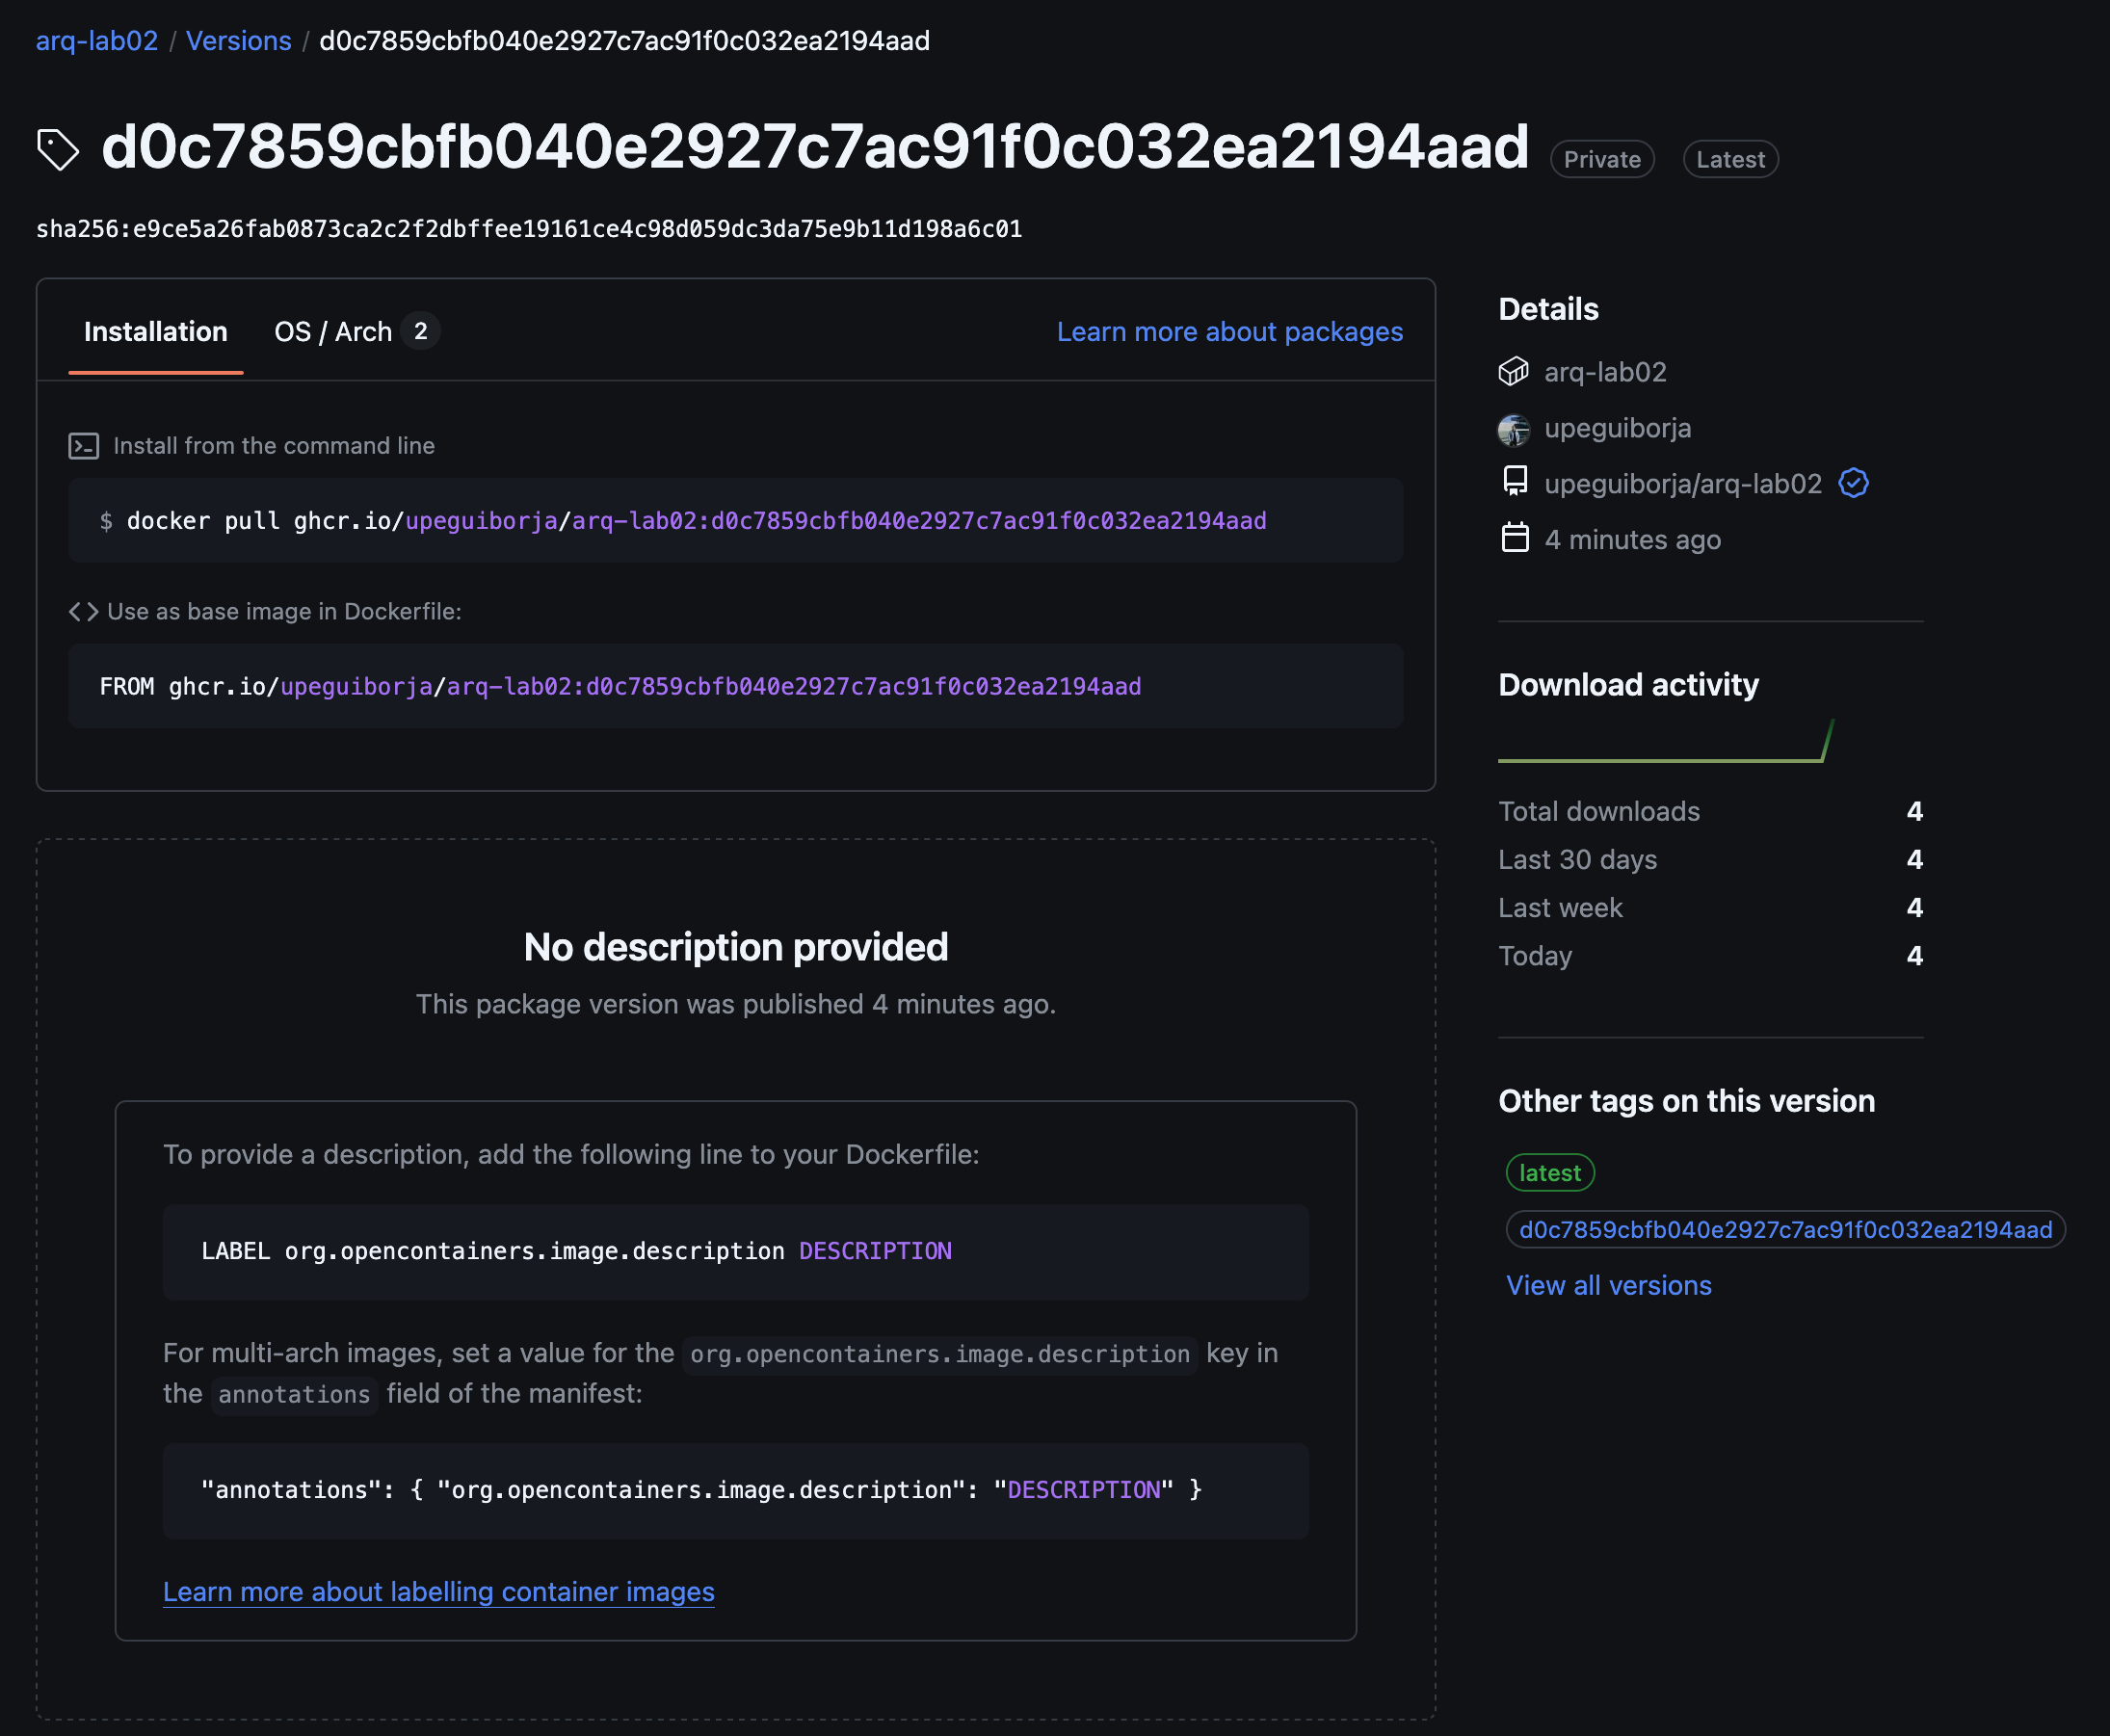 arq-lab02 / Versions / d0c7859cbfb040e2927c7ac91f0c032ea2194aad
d0c7859cbfb040e2927c7ac91f0c032ea2194aad Private Latest
sha256:e9ce5a26fab0873ca2c2f2dbffee19161ce4c98d059dc3da75e9b11d198a6c01
Installation OS / Arch 2 Learn more about packages
Install from the command line
$ docker pull ghcr.io/upeguiborja/arq-lab02:d0c7859cbfb040e2927c7ac91f0c032ea2194aad
Use as base image in Dockerfile:
FROM ghcr.io/upeguiborja/arq-lab02:d0c7859cbfb040e2927c7ac91f0c032ea2194aad
No description provided
This package version was published 4 minutes ago.
To provide a description, add the following line to your Dockerfile:
LABEL org.opencontainers.image.description DESCRIPTION
For multi-arch images, set a value for the org.opencontainers.image.description key in
the annotations field of the manifest:
"annotations": { "org.opencontainers.image.description": "DESCRIPTION" }
Learn more about labelling container images
Details
arq-lab02
upeguiborja
upeguiborja/arq-lab02
4 minutes ago
Download activity
Total downloads 4
Last 30 days 4
Last week 4
Today 4
Other tags on this version
latest
d0c7859cbfb040e2927c7ac91f0c032ea2194aad
View all versions